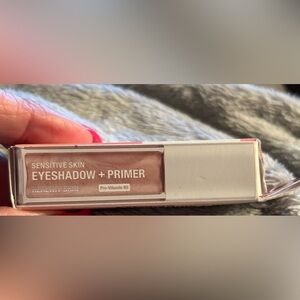 SENSITIVE SKIN
EYESHADOW + PRIMER
Pro-Vitamin B5